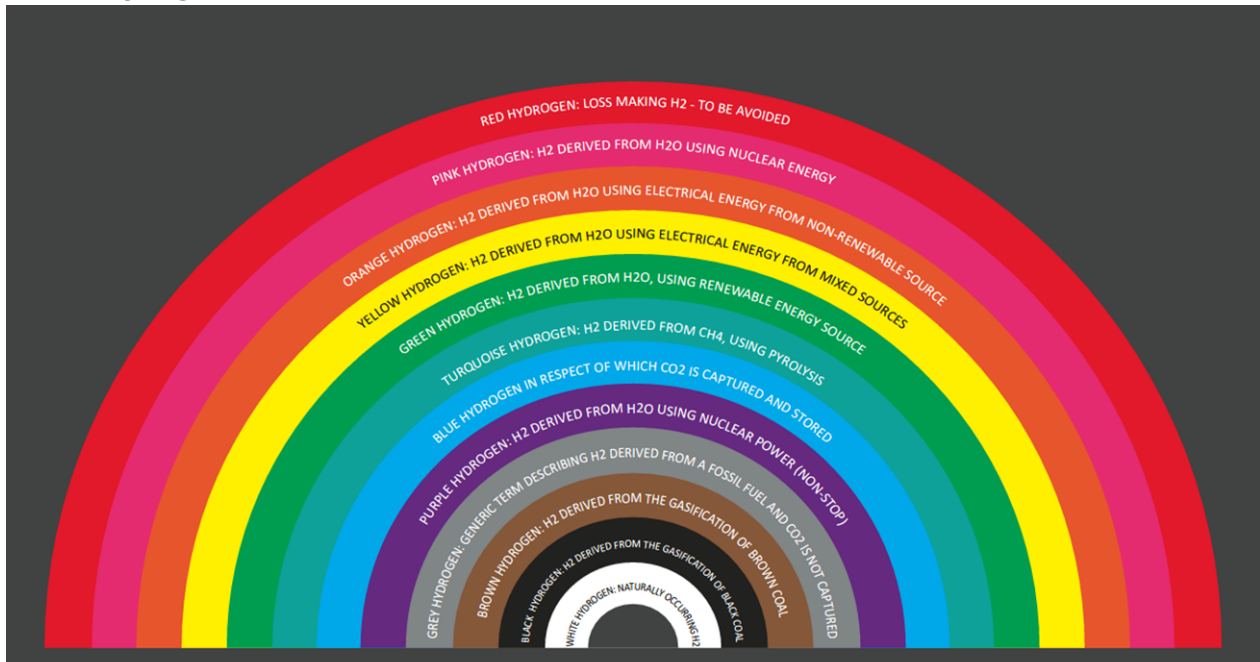 RED HYDROGEN: LOSS MAKING H2 - TO BE AVOIDED
PINK HYDROGEN: H2 DERIVED FROM H2O USING NUCLEAR ENERGY
ORANGE HYDROGEN: H2 DERIVED FROM H2O USING ELECTRICAL ENERGY FROM NON-RENEWABLE SOURCE
YELLOW HYDROGEN: H2 DERIVED FROM H2O USING ELECTRICAL ENERGY FROM MIXED SOURCES
GREEN HYDROGEN: H2 DERIVED FROM H2O, USING RENEWABLE ENERGY SOURCE
TURQUOISE HYDROGEN: H2 DERIVED FROM CH4, USING PYROLYSIS
BLUE HYDROGEN IN RESPECT OF WHICH CO2 IS CAPTURED AND STORED
PURPLE HYDROGEN: H2 DERIVED FROM H2O USING NUCLEAR POWER (NON-STOP)
GREY HYDROGEN: GENERIC TERM DESCRIBING H2 DERIVED FROM A FOSSIL FUEL AND CO2 IS NOT CAPTURED
BROWN HYDROGEN: H2 DERIVED FROM THE GASIFICATION OF BROWN COAL
BLACK HYDROGEN: H2 DERIVED FROM THE GASIFICATION OF BLACK COAL
WHITE HYDROGEN: NATURALLY OCCURRING H2